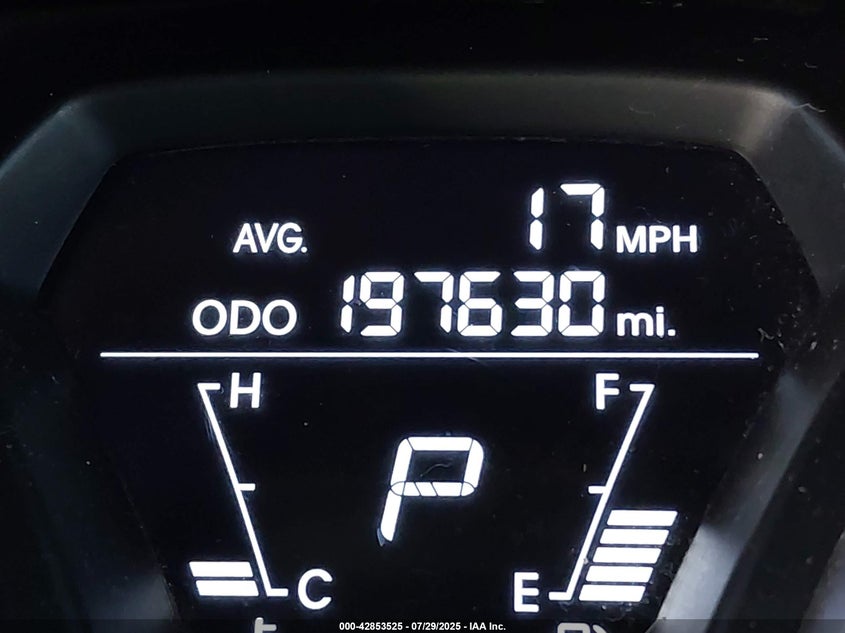 AVG. 17 MPH
ODO 197630 mi.
H F
P
C E
000-42853525 - 07/29/2025 - IAA Inc.